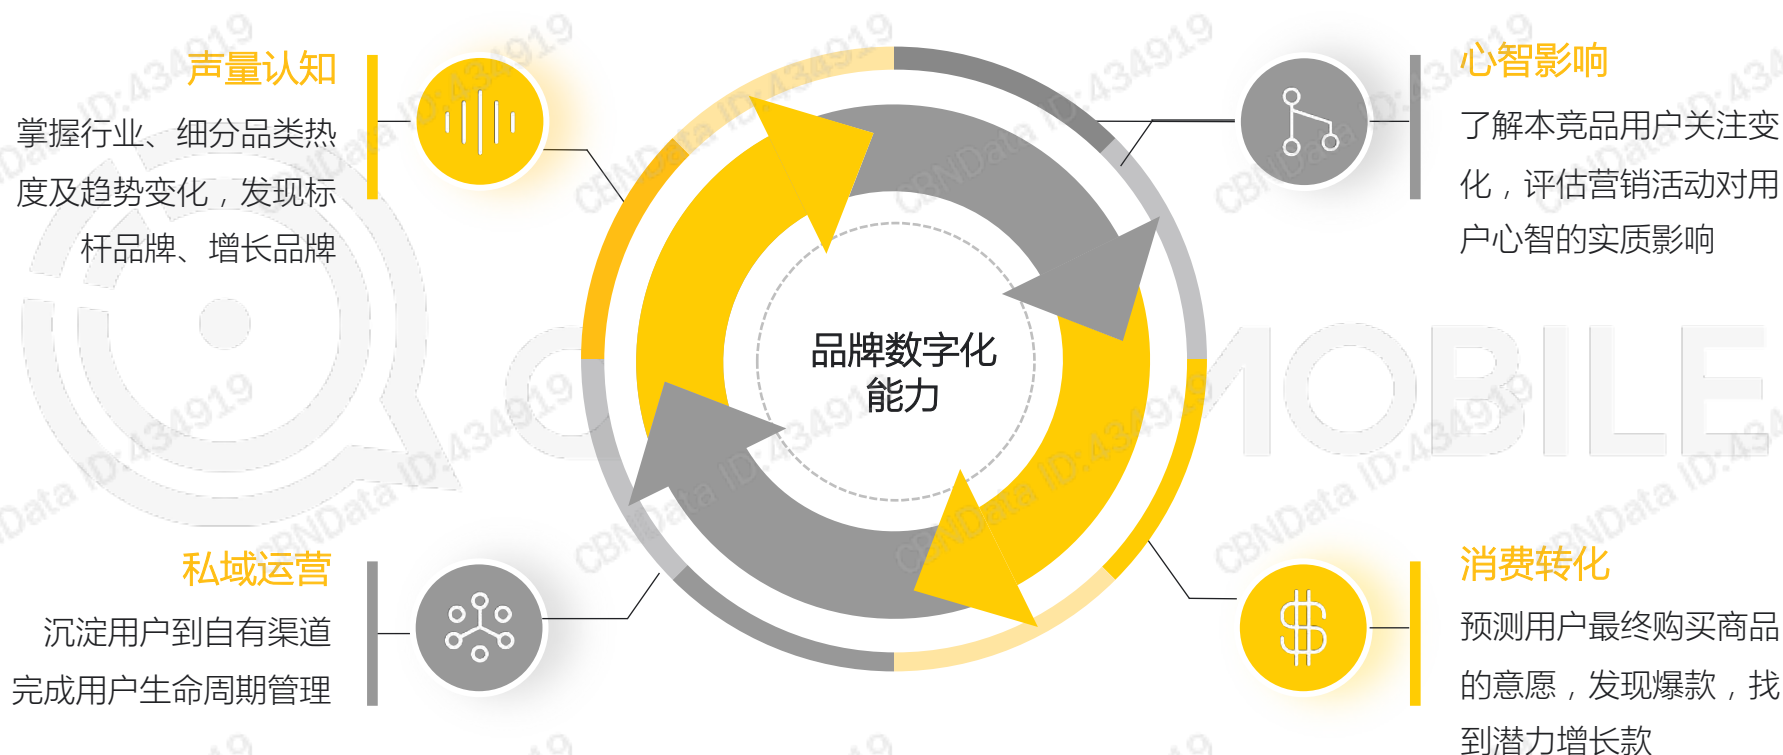 声量认知
掌握行业、细分品类热
度及趋势变化，发现标
杆品牌、增长品牌
心智影响
了解本竞品用户关注变
化，评估营销活动对用
户心智的实质影响
品牌数字化
能力
私域运营
沉淀用户到自有渠道
完成用户生命周期管理
消费转化
预测用户最终购买商品
的意愿，发现爆款，找
到潜力增长款
MOBILE
CBNData ID:434919